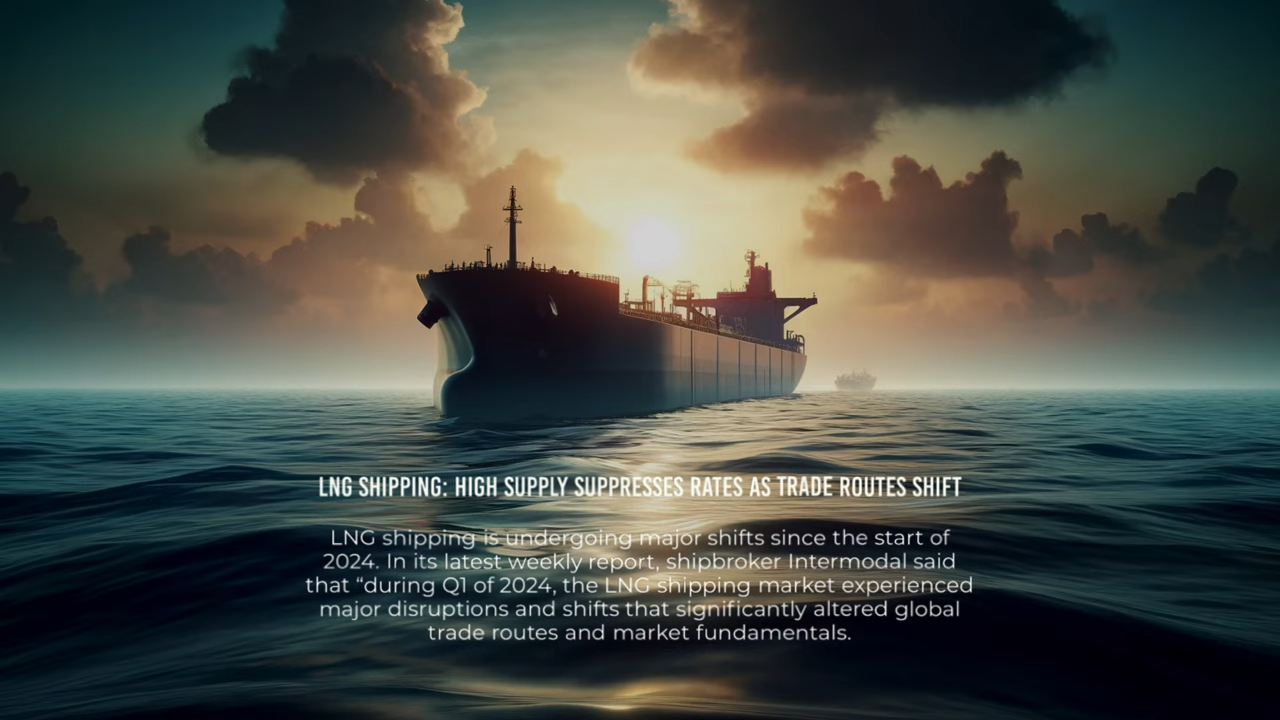 LNG SHIPPING: HIGH SUPPLY SUPPRESSES RATES AS TRADE ROUTES SHIFT
LNG shipping is undergoing major shifts since the start of
2024. In its latest weekly report, shipbroker Intermodal said
that “during Q1 of 2024, the LNG shipping market experienced
major disruptions and shifts that significantly altered global
trade routes and market fundamentals.